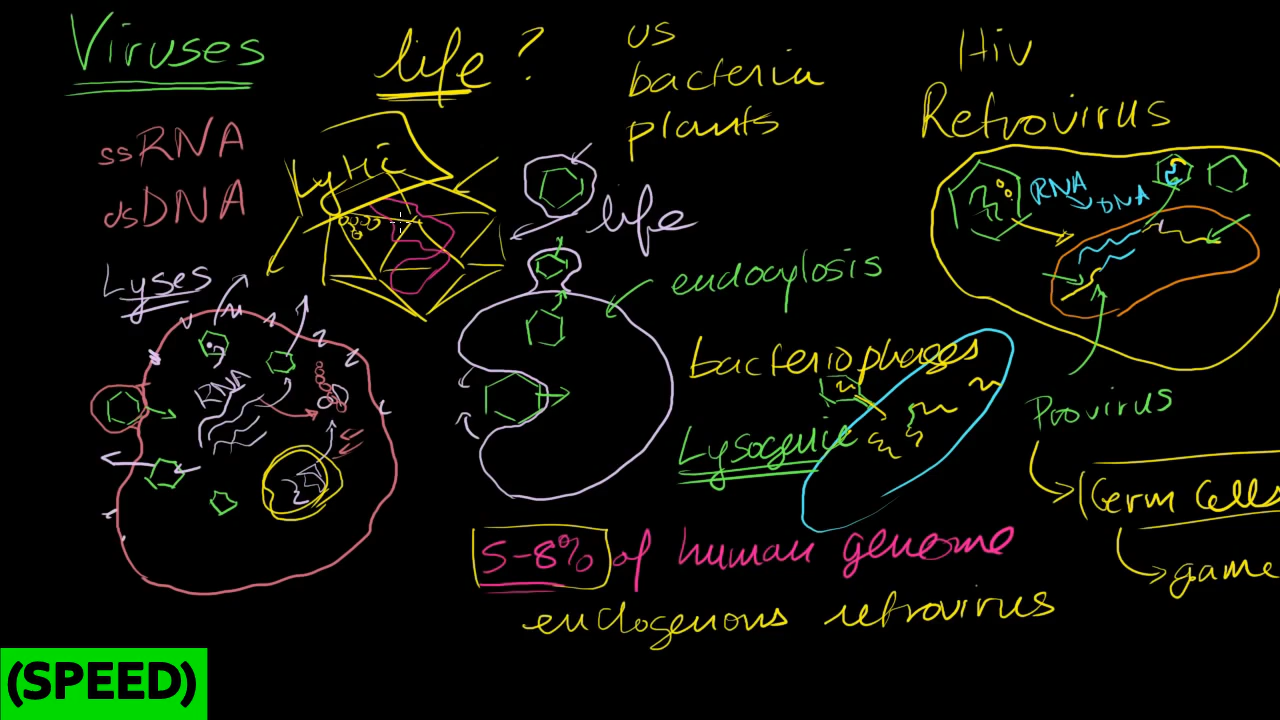 Viruses
life ?
us
bacteria
plants
Hiv
Retrovirus
ssRNA
dsDNA
Lytic
life
RNA
DNA
Lyses
endocytosis
bacteriophages
RNA
Lysogenic
Provirus
Germ Cells
game
5-8% of human genome
endogenous retrovirus
(SPEED)